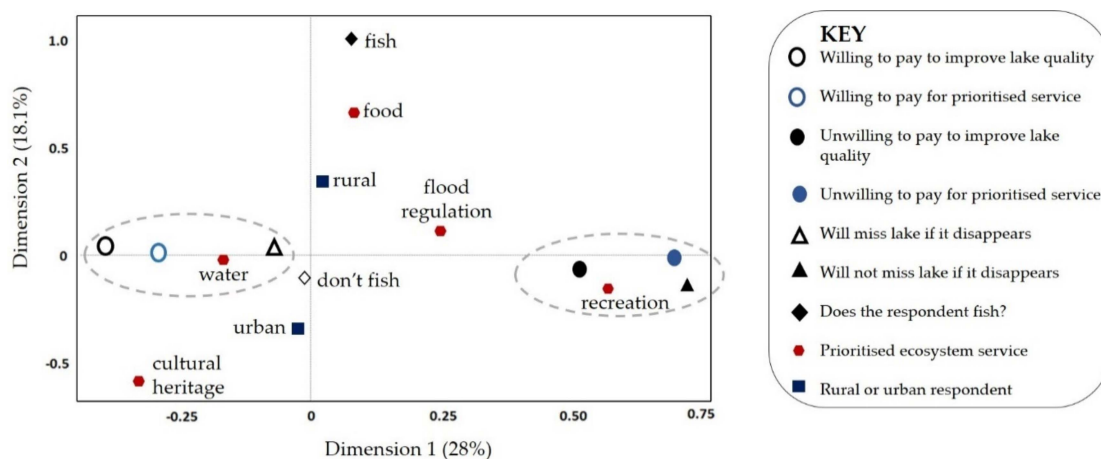 1.0
0.5
0
-0.5
Dimension 2 (18.1%)
fish
food
rural
flood
regulation
water
don't fish
urban
cultural
heritage
recreation
-0.25
0
0.25
0.50
0.75
Dimension 1 (28%)
KEY
Willing to pay to improve lake quality
Willing to pay for prioritised service
Unwilling to pay to improve lake
quality
Unwilling to pay for prioritised service
Will miss lake if it disappears
Will not miss lake if it disappears
Does the respondent fish?
Prioritised ecosystem service
Rural or urban respondent